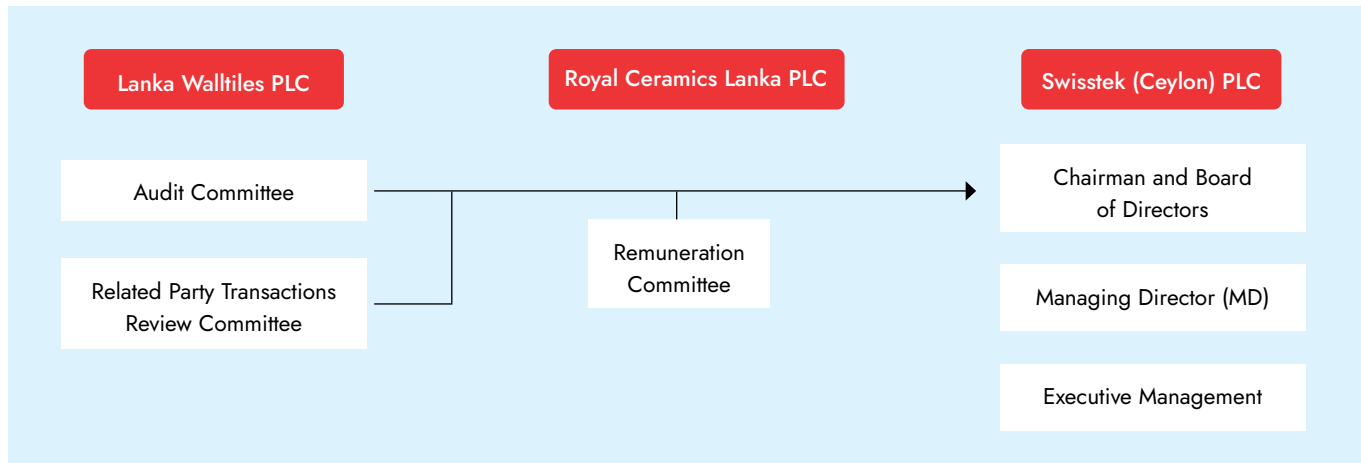 Lanka Walltiles PLC
Royal Ceramics Lanka PLC
Swisstek (Ceylon) PLC
Audit Committee
Related Party Transactions
Review Committee
Remuneration
Committee
Chairman and Board
of Directors
Managing Director (MD)
Executive Management